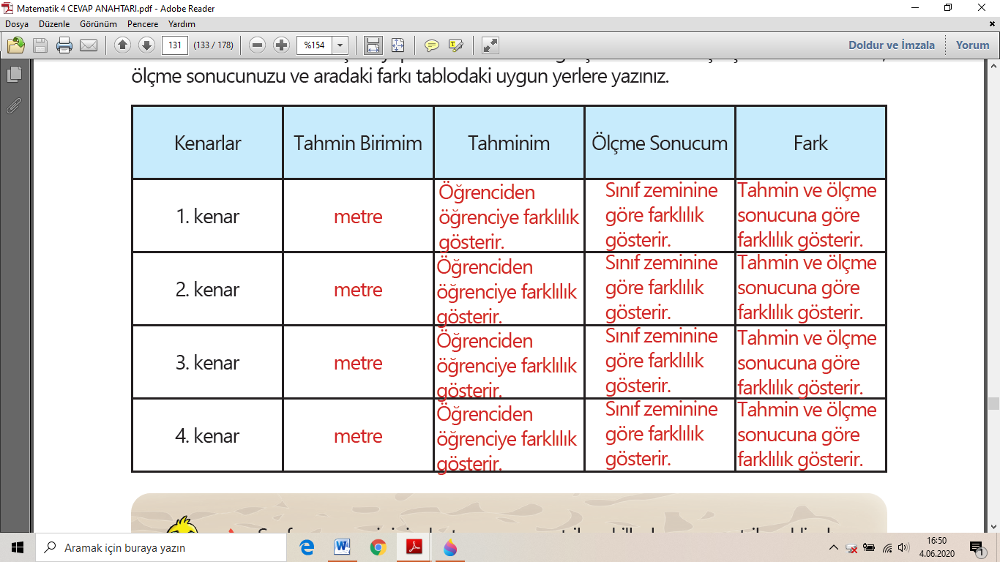 Matematik 4 CEVAP ANAHTARI.pdf - Adobe Reader
Dosya Düzenle Görünüm Pencere Yardım
131 (133 / 178) %154 Doldur ve İmzala Yorum
ölçme sonucunuzu ve aradaki farkı tablodaki uygun yerlere yazınız.
Kenarlar Tahmin Birimim Tahminim Ölçme Sonucum Fark
1. kenar
metre
Öğrenciden
öğrenciye farklılık
gösterir.
Sınıf zeminine
göre farklılık
gösterir.
Tahmin ve ölçme
sonucuna göre
farklılık gösterir.
2. kenar
metre
Öğrenciden
öğrenciye farklılık
gösterir.
Sınıf zeminine
göre farklılık
gösterir.
Tahmin ve ölçme
sonucuna göre
farklılık gösterir.
3. kenar
metre
Öğrenciden
öğrenciye farklılık
gösterir.
Sınıf zeminine
göre farklılık
gösterir.
Tahmin ve ölçme
sonucuna göre
farklılık gösterir.
4. kenar
metre
Öğrenciden
öğrenciye farklılık
gösterir.
Sınıf zeminine
göre farklılık
gösterir.
Tahmin ve ölçme
sonucuna göre
farklılık gösterir.
Aramak için buraya yazın
16:50
4.06.2020
1